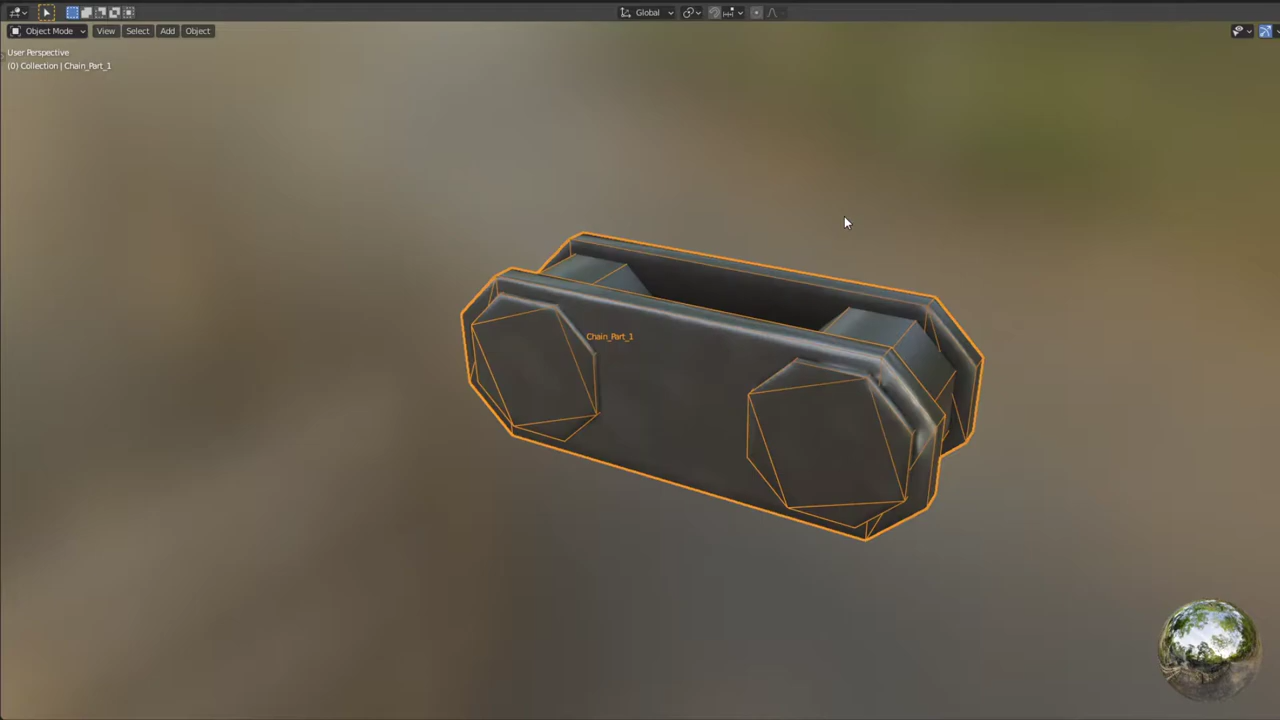 Global
Object Mode View Select Add Object
User Perspective
(0) Collection | Chain_Part_1
Chain_Part_1